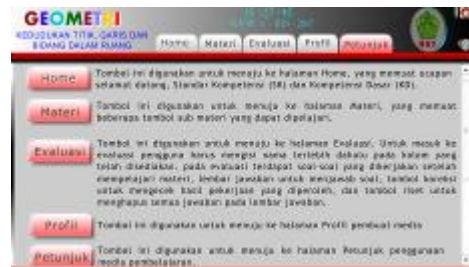 GEOMETRI
KEDUDUKAN TITIK, GARIS DAN
BIDANG DALAM RUANG
Home Materi Evaluasi Profil Petunjuk
Home
Tombol ini digunakan untuk menuju ke halaman Home, yang memuat ucapan
selamat datang, Standar Kompetensi (SK) dan Kompetensi Dasar (KD).
Materi
Tombol ini digunakan untuk menuju ke halaman Materi, yang memuat
beberapa tombol sub materi yang dapat dipelajari.
Evaluasi
Tombol ini digunakan untuk menuju ke halaman Evaluasi. Untuk masuk ke
evaluasi pengguna harus mengisi nama terlebih dahulu pada kolom yang
telah disediakan. pada evaluasi terdapat soal-soal yang dikerjakan setelah
mempelajari materi, lembar jawaban untuk menjawab soal, tombol koreksi
untuk mengecek hasil pekerjaan yang diperoleh, dan tombol riset untuk
menghapus semua jawaban pada lembar jawaban.
Profil
Tombol ini digunakan untuk menuju ke halaman Profil pembuat media
Petunjuk
Tombol ini digunakan untuk menuju ke halaman Petunjuk penggunaan
media pembelajaran.